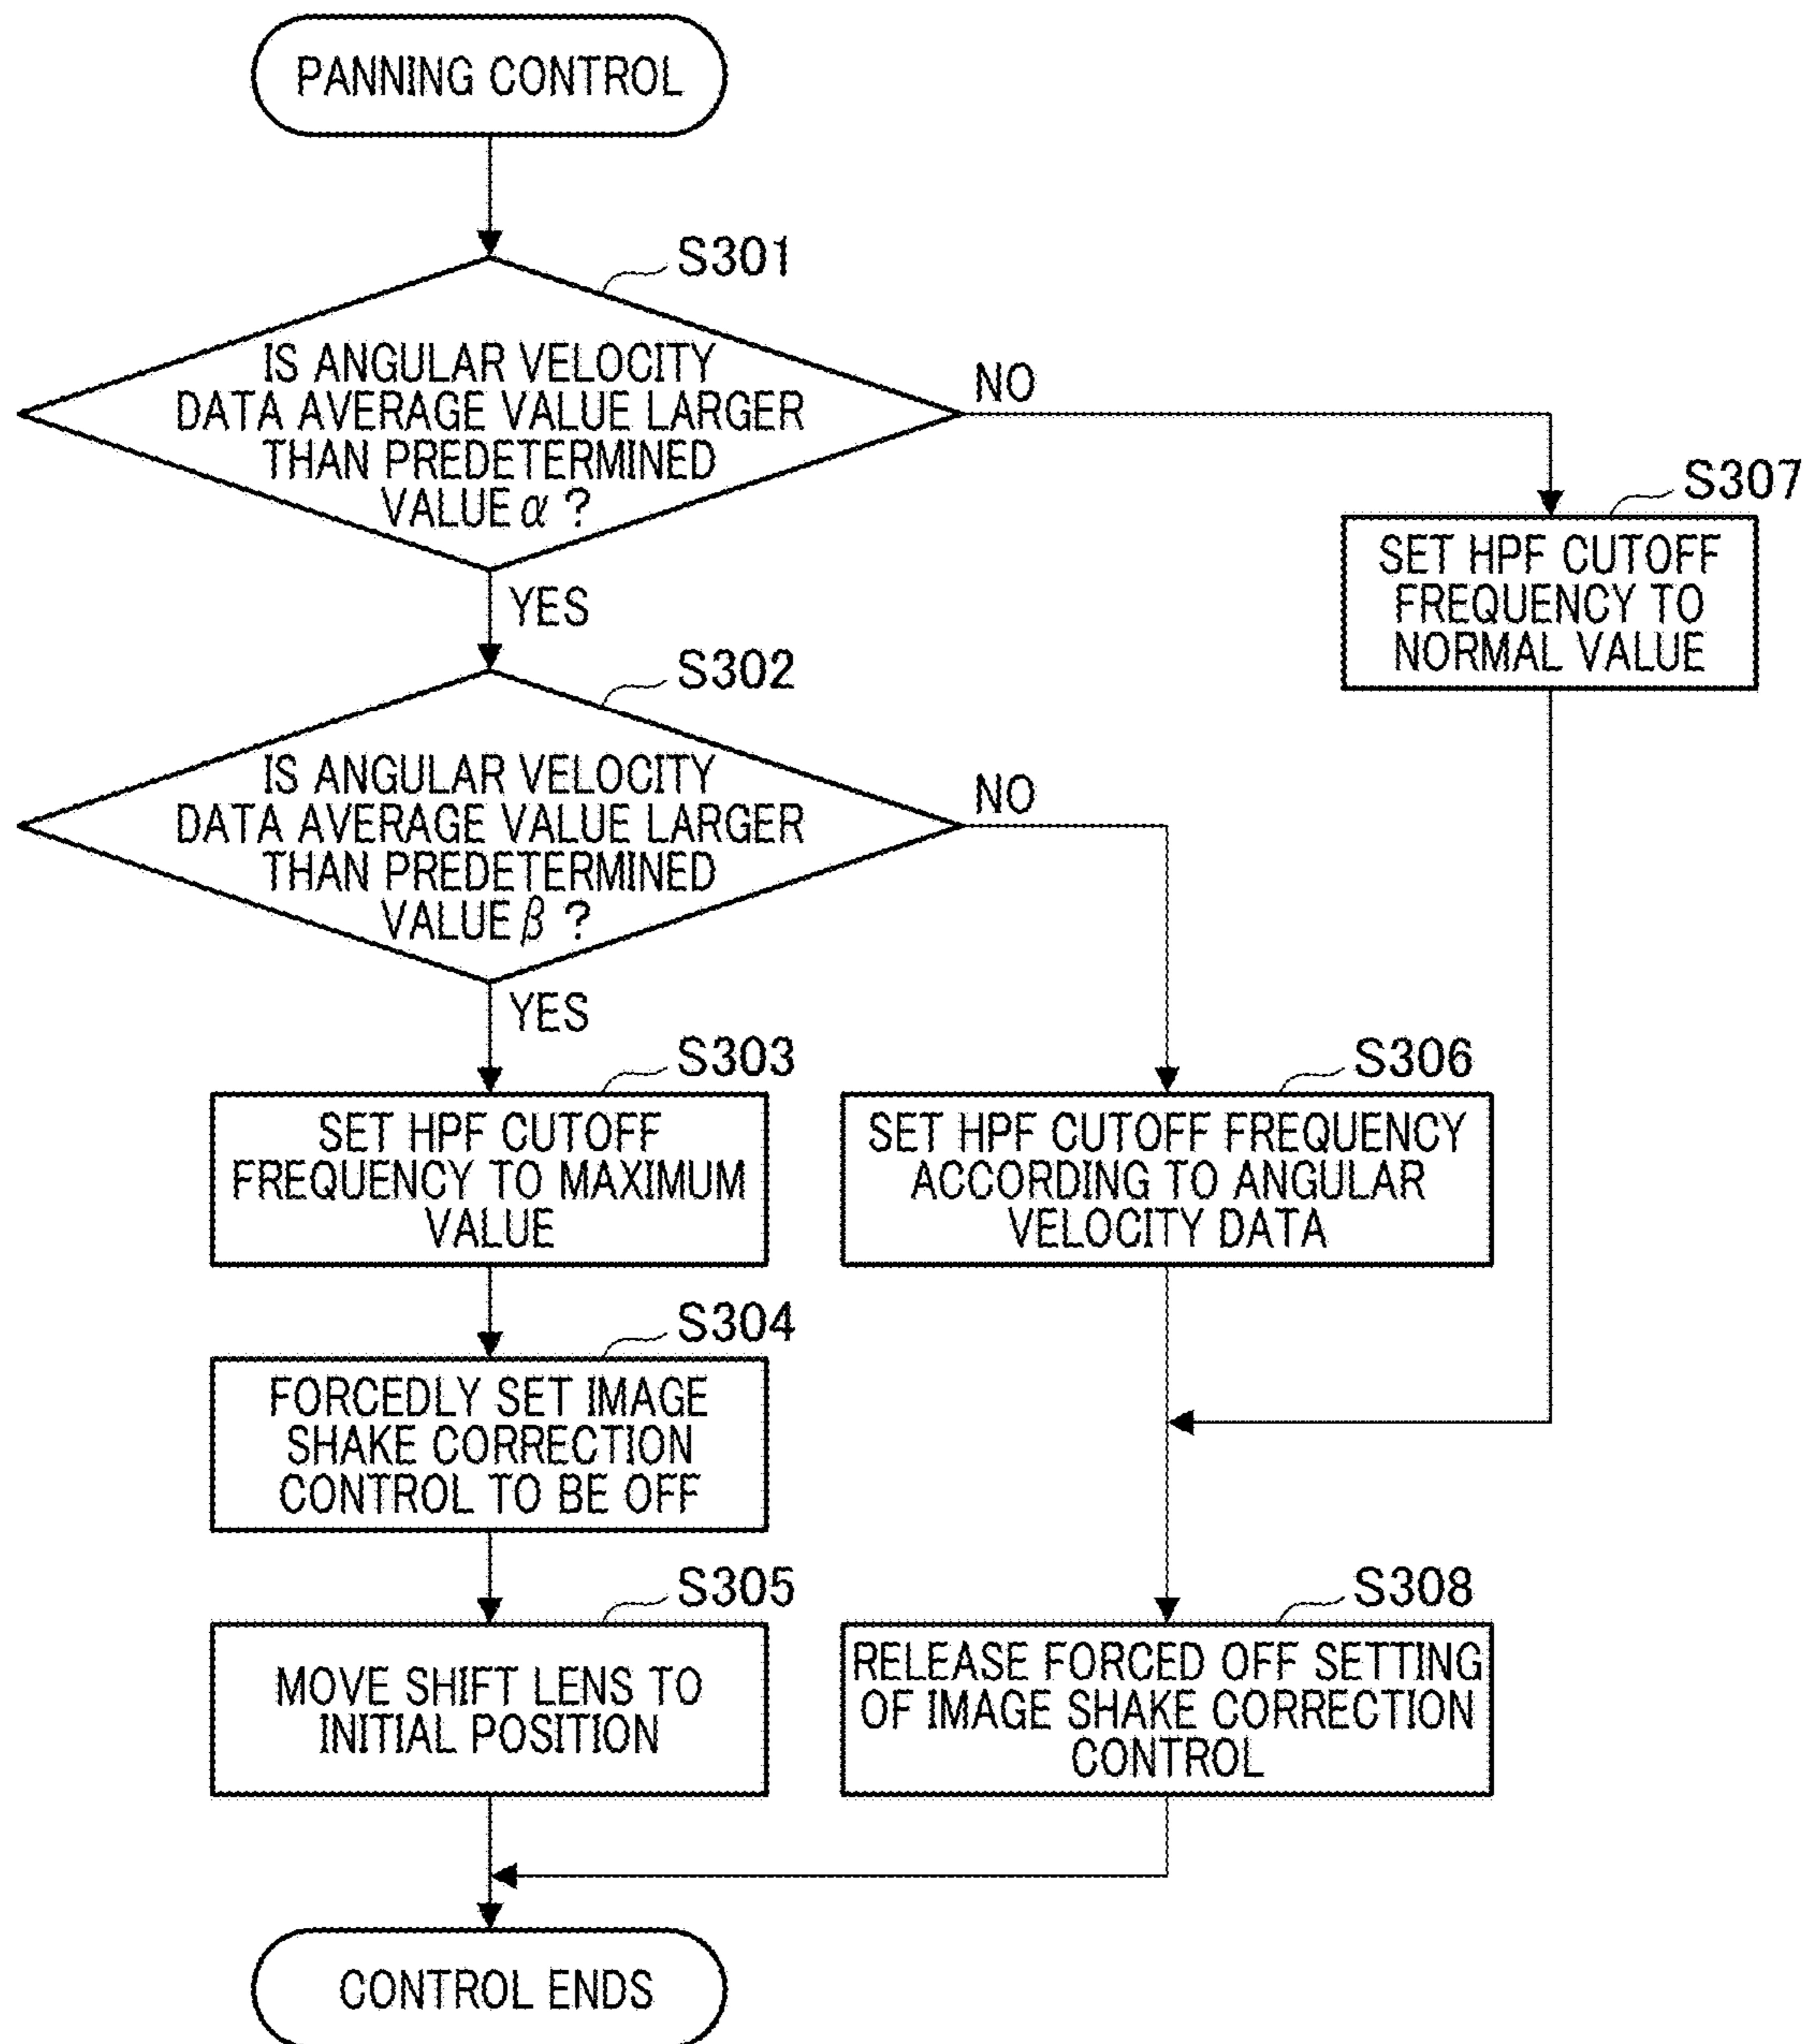 PANNING CONTROL
S301
IS ANGULAR VELOCITY
DATA AVERAGE VALUE LARGER
THAN PREDETERMINED
VALUE α ?
NO
YES
S307
SET HPF CUTOFF
FREQUENCY TO
NORMAL VALUE
S302
IS ANGULAR VELOCITY
DATA AVERAGE VALUE LARGER
THAN PREDETERMINED
VALUE β ?
NO
YES
S303
SET HPF CUTOFF
FREQUENCY TO MAXIMUM
VALUE
S306
SET HPF CUTOFF FREQUENCY
ACCORDING TO ANGULAR
VELOCITY DATA
S304
FORCEDLY SET IMAGE
SHAKE CORRECTION
CONTROL TO BE OFF
S305
MOVE SHIFT LENS TO
INITIAL POSITION
S308
RELEASE FORCED OFF SETTING
OF IMAGE SHAKE CORRECTION
CONTROL
CONTROL ENDS